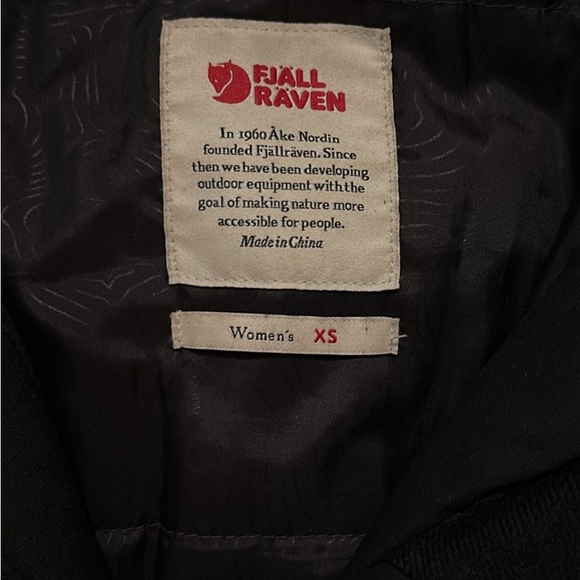 FJÄLL
RÄVEN
In 1960 Åke Nordin
founded Fjällräven. Since
then we have been developing
outdoor equipment with the
goal of making nature more
accessible for people.
Made in China
Women's XS